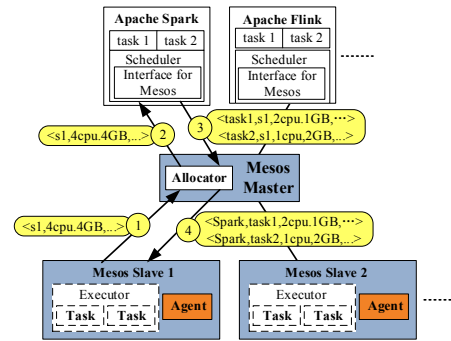 Apache Spark
task 1 task 2
Scheduler
Interface for
Mesos
Apache Flink
task 1 task 2
Scheduler
Interface for
Mesos
<s1,4cpu.4GB,...>
2
3
<task1,s1,2cpu.1GB,⋯>
<task2,s1,1cpu,2GB,...>
Allocator
Mesos
Master
<s1,4cpu.4GB,...>
1
4
<Spark,task1,2cpu.1GB,⋯>
<Spark,task2,1cpu,2GB,...>
Mesos Slave 1
Executor
Task Task
Agent
Mesos Slave 2
Executor
Task Task
Agent